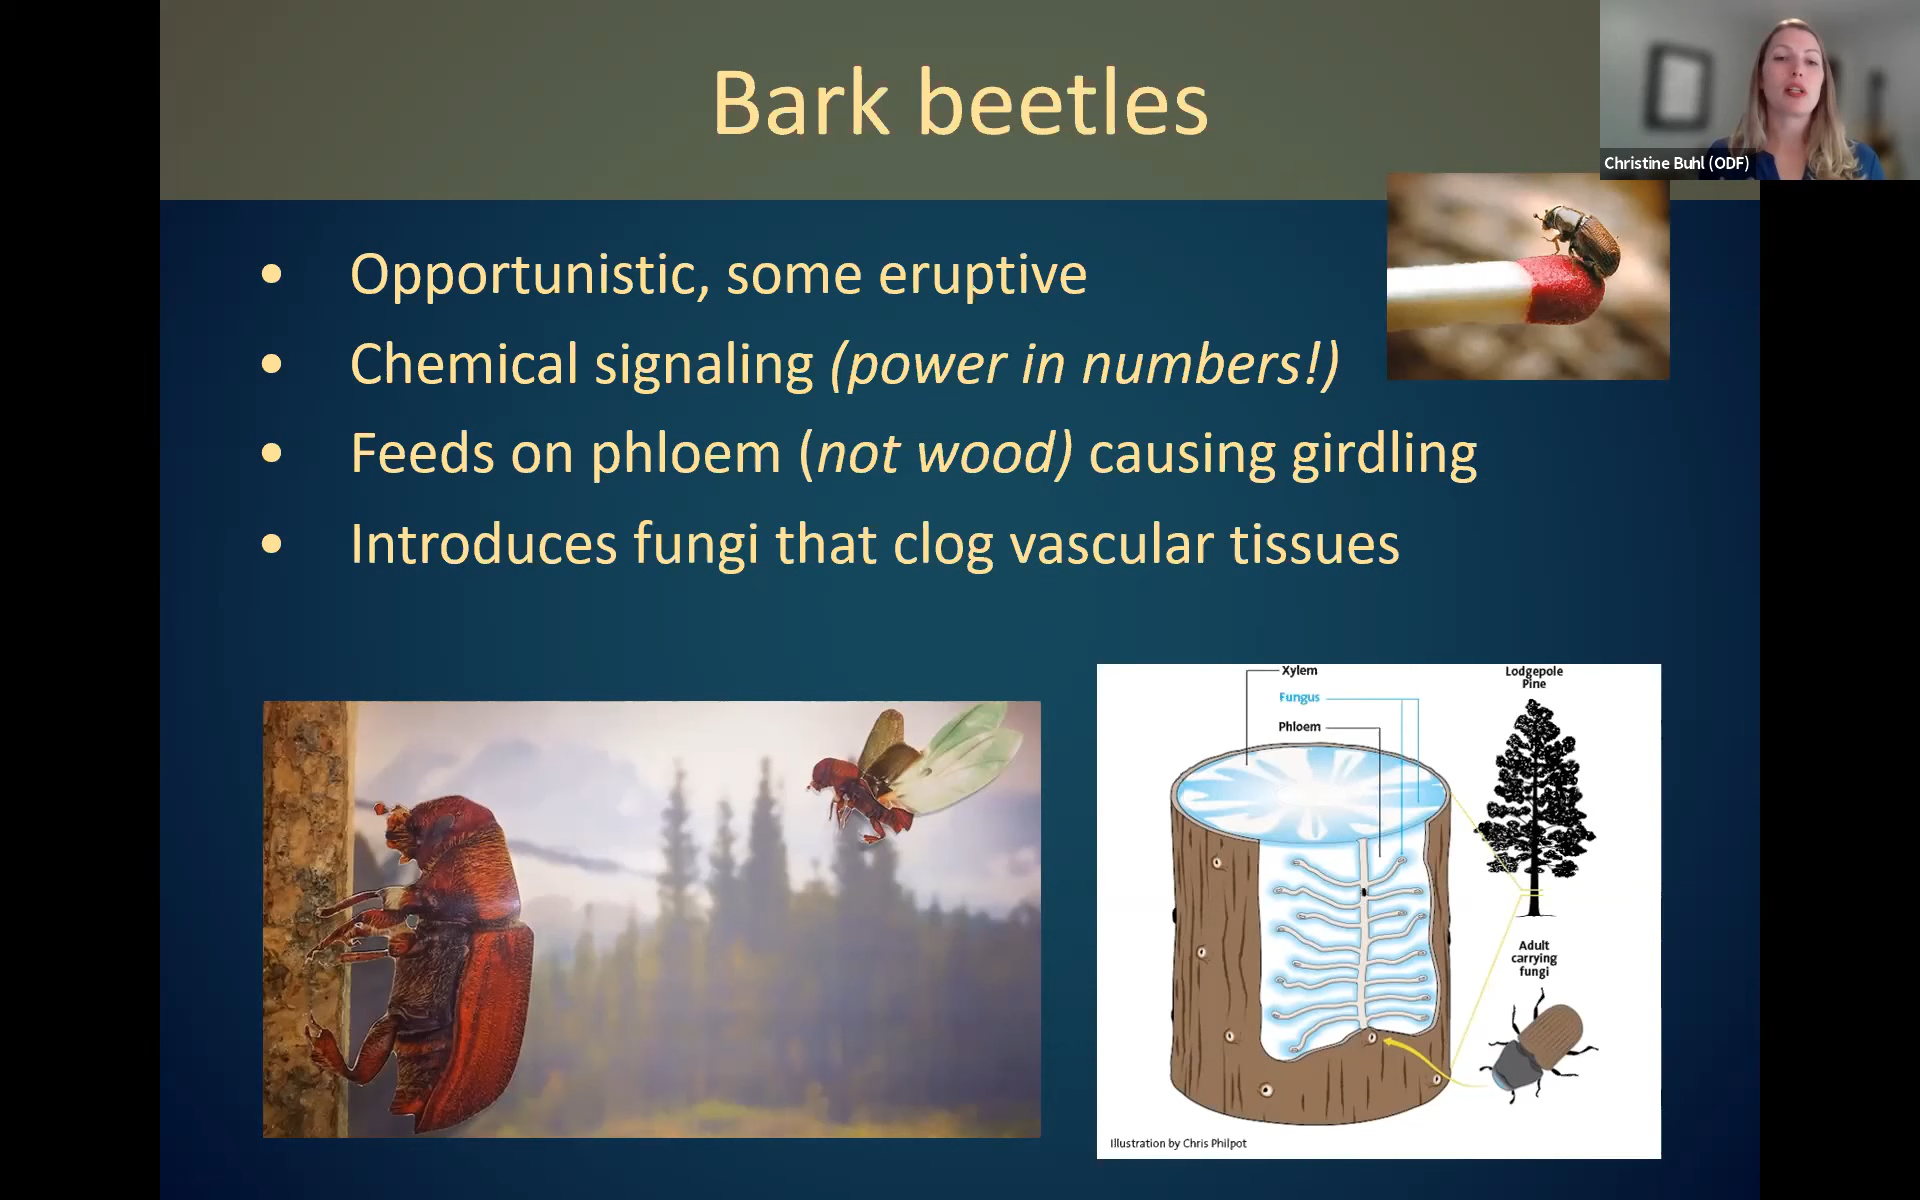 Bark beetles
Christine Buhl (ODF)
• Opportunistic, some eruptive
• Chemical signaling (power in numbers!)
• Feeds on phloem (not wood) causing girdling
• Introduces fungi that clog vascular tissues
Xylem
Fungus
Phloem
Lodgepole
Pine
Adult
carrying
fungi
Illustration by Chris Philpot